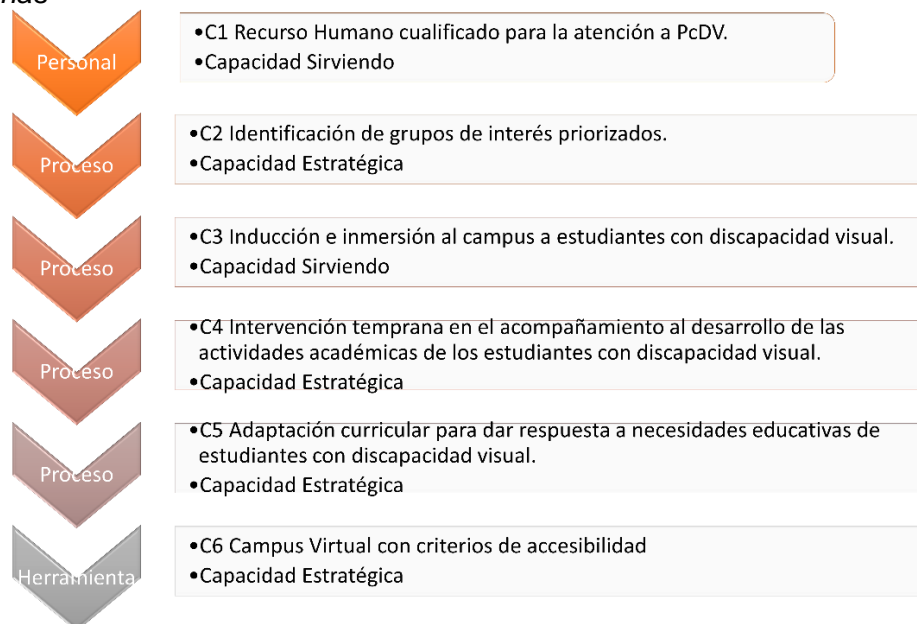 Personal
•C1 Recurso Humano cualificado para la atención a PcDV.
•Capacidad Sirviendo
Proceso
•C2 Identificación de grupos de interés priorizados.
•Capacidad Estratégica
Proceso
•C3 Inducción e inmersión al campus a estudiantes con discapacidad visual.
•Capacidad Sirviendo
Proceso
•C4 Intervención temprana en el acompañamiento al desarrollo de las
actividades académicas de los estudiantes con discapacidad visual.
•Capacidad Estratégica
Proceso
•C5 Adaptación curricular para dar respuesta a necesidades educativas de
estudiantes con discapacidad visual.
•Capacidad Estratégica
Herramienta
•C6 Campus Virtual con criterios de accesibilidad
•Capacidad Estratégica